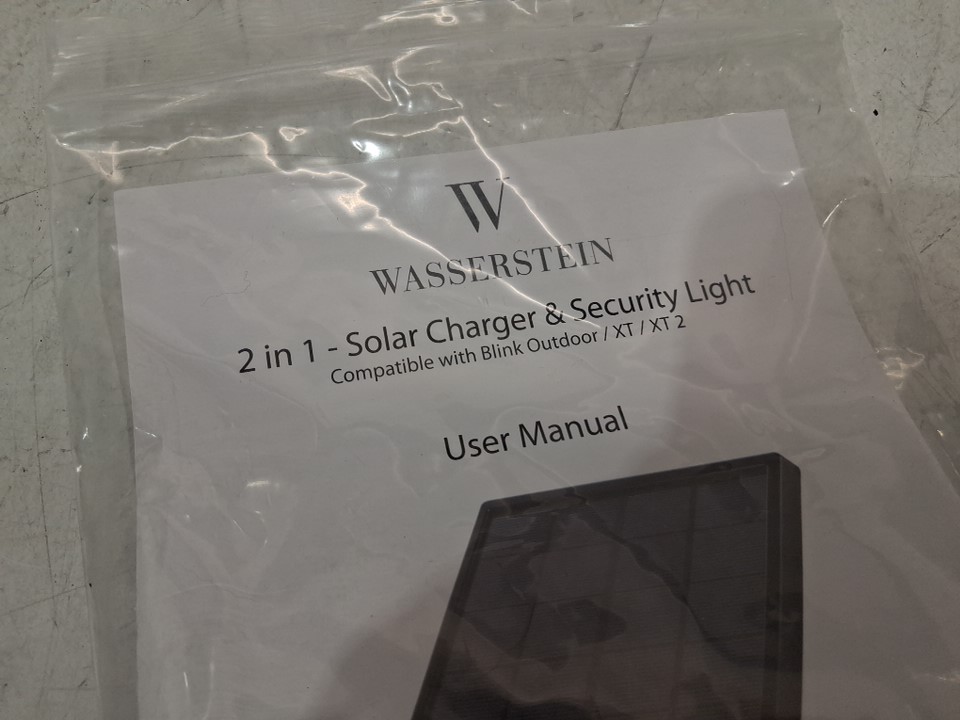 W
WASSERSTEIN
2 in 1 - Solar Charger & Security Light
Compatible with Blink Outdoor / XT / XT 2
User Manual